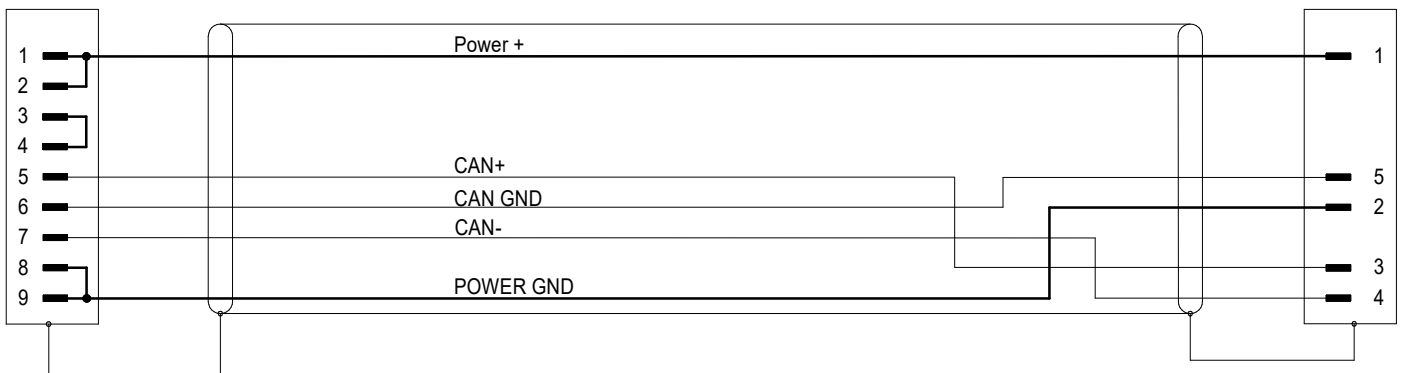 1 Power + 1
2
3
4
5 CAN+ 5
6 CAN GND 2
7 CAN-
8 3
9 POWER GND 4